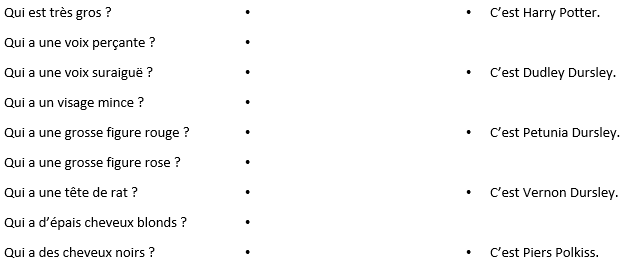 Qui est très gros ? • • C’est Harry Potter.
Qui a une voix perçante ? •
Qui a une voix suraiguë ? • • C’est Dudley Dursley.
Qui a un visage mince ? •
Qui a une grosse figure rouge ? • • C’est Petunia Dursley.
Qui a une grosse figure rose ? •
Qui a une tête de rat ? • • C’est Vernon Dursley.
Qui a d’épais cheveux blonds ? •
Qui a des cheveux noirs ? • • C’est Piers Polkiss.